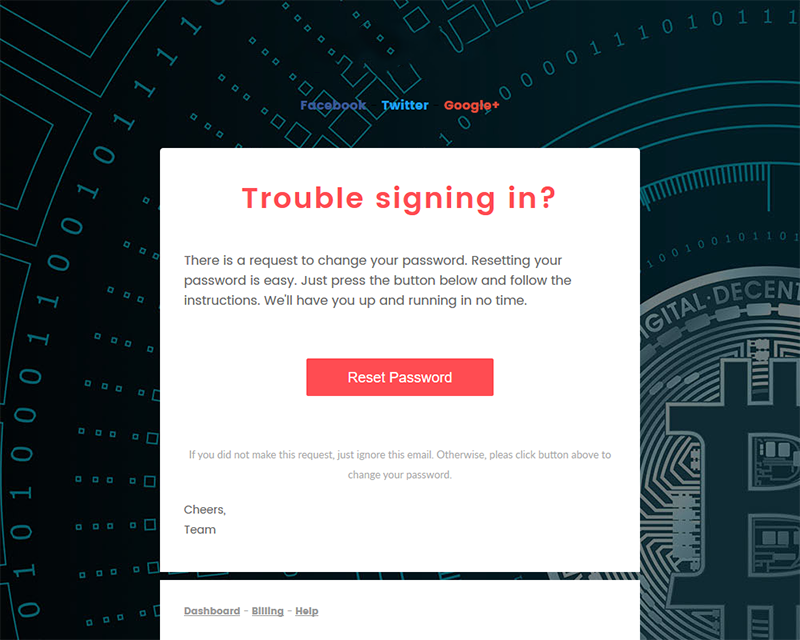 Facebook Twitter Google+
Trouble signing in?
There is a request to change your password. Resetting your
password is easy. Just press the button below and follow the
instructions. We'll have you up and running in no time.
Reset Password
If you did not make this request, just ignore this email. Otherwise, pleas click button above to
change your password.
Cheers,
Team
Dashboard - Billing - Help
DIGITAL·DECENT